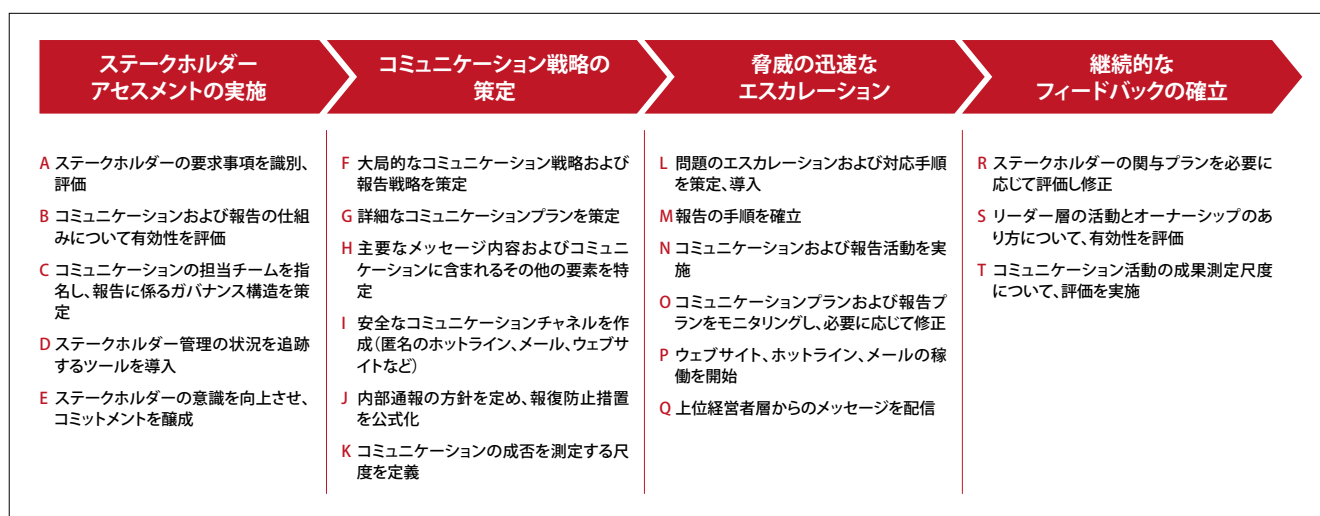 ステークホルダー
アセスメントの実施
コミュニケーション戦略の
策定
脅威の迅速な
エスカレーション
継続的な
フィードバックの確立
A ステークホルダーの要求事項を識別、
評価
B コミュニケーションおよび報告の仕組
みについて有効性を評価
C コミュニケーションの担当チームを指
名し、報告に係るガバナンス構造を策
定
D ステークホルダー管理の状況を追跡
するツールを導入
E ステークホルダーの意識を向上させ、
コミットメントを醸成
F 大局的なコミュニケーション戦略および
報告戦略を策定
G 詳細なコミュニケーションプランを策定
H 主要なメッセージ内容およびコミュニ
ケーションに含まれるその他の要素を特
定
I 安全なコミュニケーションチャネルを作
成(匿名のホットライン、メール、ウェブサ
イトなど)
J 内部通報の方針を定め、報復防止措置
を公式化
K コミュニケーションの成否を測定する尺
度を定義
L 問題のエスカレーションおよび対応手順
を策定、導入
M 報告の手順を確立
N コミュニケーションおよび報告活動を実
施
O コミュニケーションプランおよび報告プ
ランをモニタリングし、必要に応じて修正
P ウェブサイト、ホットライン、メールの稼
働を開始
Q 上位経営者層からのメッセージを配信
R ステークホルダーの関与プランを必要に
応じて評価し修正
S リーダー層の活動とオーナーシップのあ
り方について、有効性を評価
T コミュニケーション活動の成果測定尺度
について、評価を実施